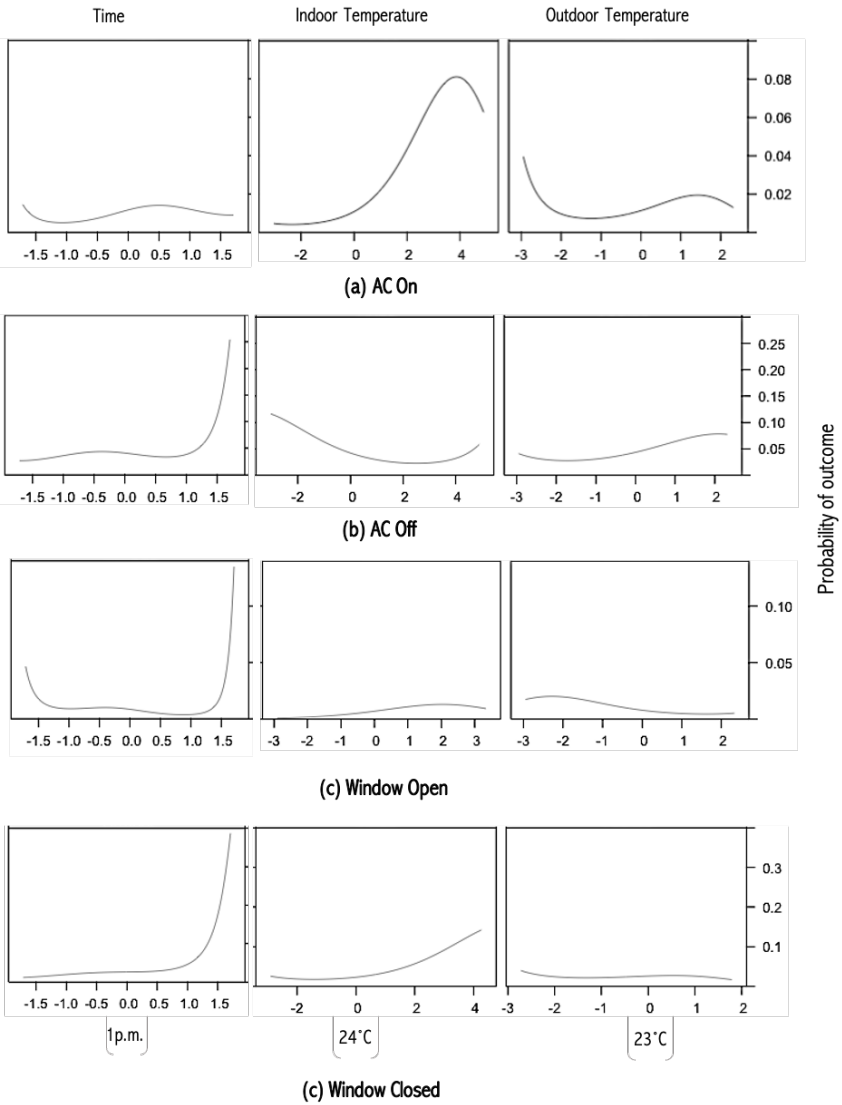 Time Indoor Temperature Outdoor Temperature
0.08
0.06
0.04
0.02
-1.5 -1.0 -0.5 0.0 0.5 1.0 1.5 -2 0 2 4 -3 -2 -1 0 1 2
(a) AC On
0.25
0.20
0.15
0.10
0.05
-1.5 -1.0 -0.5 0.0 0.5 1.0 1.5 -2 0 2 4 -3 -2 -1 0 1 2
(b) AC Off
Probability of outcome
0.10
0.05
-1.5 -1.0 -0.5 0.0 0.5 1.0 1.5 -3 -2 -1 0 1 2 3 -3 -2 -1 0 1 2
(c) Window Open
0.3
0.2
0.1
-1.5 -1.0 -0.5 0.0 0.5 1.0 1.5 -2 0 2 4 -3 -2 -1 0 1 2
1p.m. 24°C 23°C
(c) Window Closed